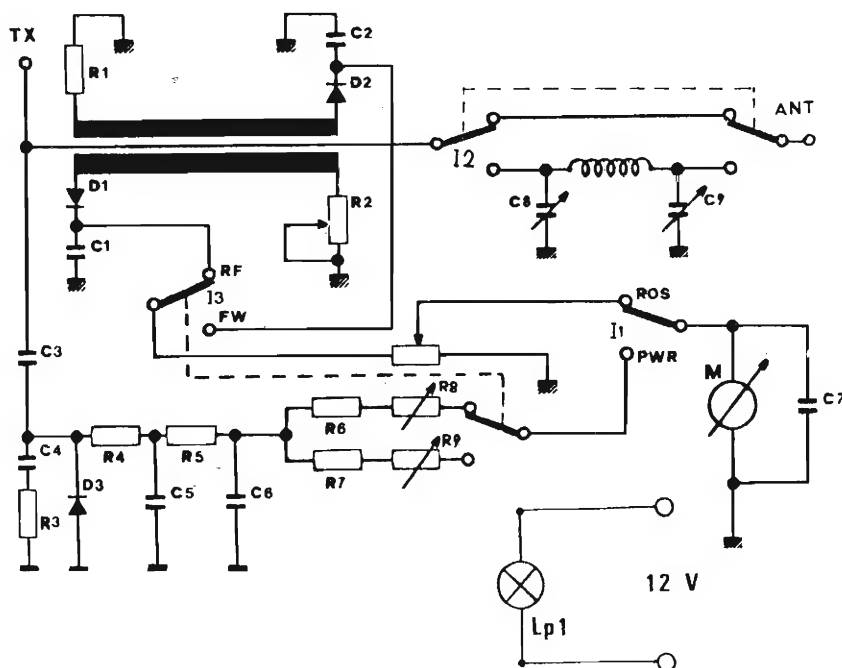 TX
R1
C2
D2
ANT
I2
C8
C9
D1
R2
C1
RF
I3
FW
ROS
I1
PWR
C3
M
C7
R8
R6
R9
R7
C4
R4
R5
R3
D3
C5
C6
12 V
Lp1